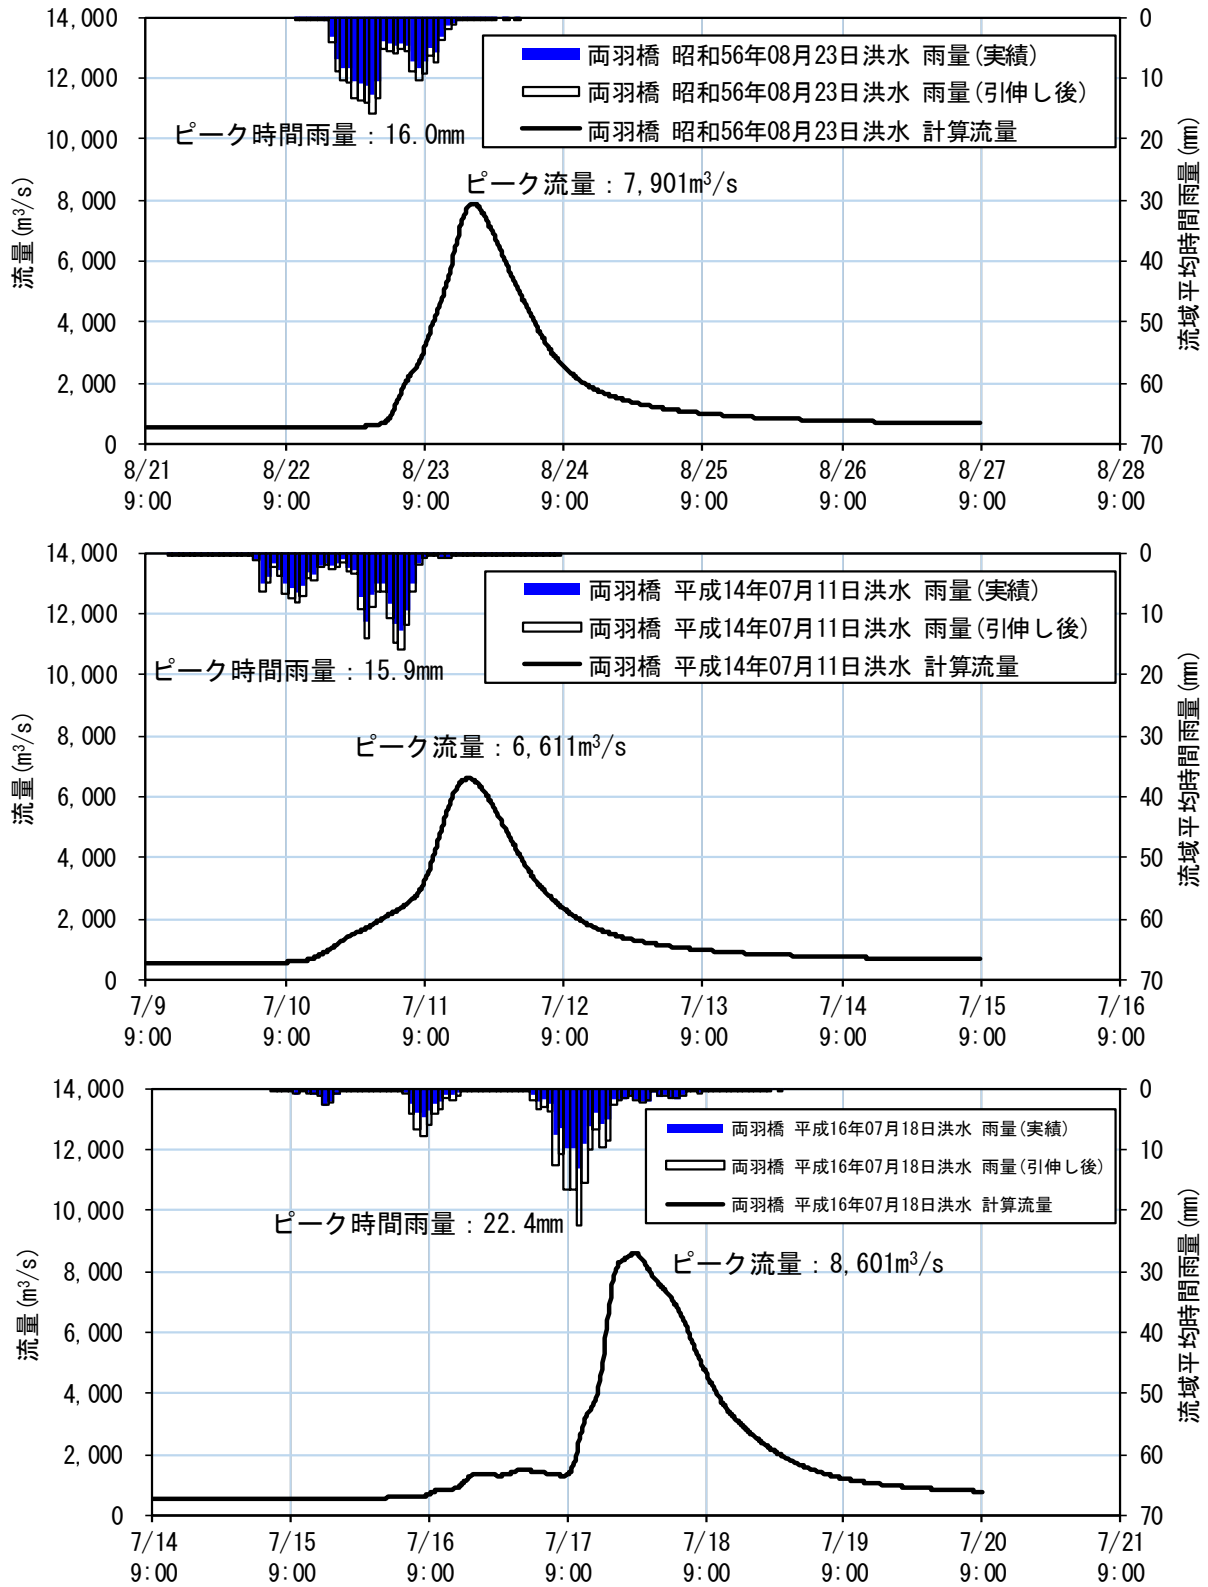 14,000
12,000
10,000
8,000
6,000
4,000
2,000
0
流量(m³/s)
0
10
20
30
40
50
60
70
流域平均時間雨量(mm)
両羽橋 昭和56年08月23日洪水 雨量(実績)
両羽橋 昭和56年08月23日洪水 雨量(引伸し後)
両羽橋 昭和56年08月23日洪水 計算流量
ピーク時間雨量：16.0mm
ピーク流量：7,901m³/s
8/21 8/22 8/23 8/24 8/25 8/26 8/27 8/28
9:00 9:00 9:00 9:00 9:00 9:00 9:00 9:00
14,000
12,000
10,000
8,000
6,000
4,000
2,000
0
流量(m³/s)
0
10
20
30
40
50
60
70
流域平均時間雨量(mm)
両羽橋 平成14年07月11日洪水 雨量(実績)
両羽橋 平成14年07月11日洪水 雨量(引伸し後)
両羽橋 平成14年07月11日洪水 計算流量
ピーク時間雨量：15.9mm
ピーク流量：6,611m³/s
7/9 7/10 7/11 7/12 7/13 7/14 7/15 7/16
9:00 9:00 9:00 9:00 9:00 9:00 9:00 9:00
14,000
12,000
10,000
8,000
6,000
4,000
2,000
0
流量(m³/s)
0
10
20
30
40
50
60
70
流域平均時間雨量(mm)
両羽橋 平成16年07月18日洪水 雨量(実績)
両羽橋 平成16年07月18日洪水 雨量(引伸し後)
両羽橋 平成16年07月18日洪水 計算流量
ピーク時間雨量：22.4mm
ピーク流量：8,601m³/s
7/14 7/15 7/16 7/17 7/18 7/19 7/20 7/21
9:00 9:00 9:00 9:00 9:00 9:00 9:00 9:00